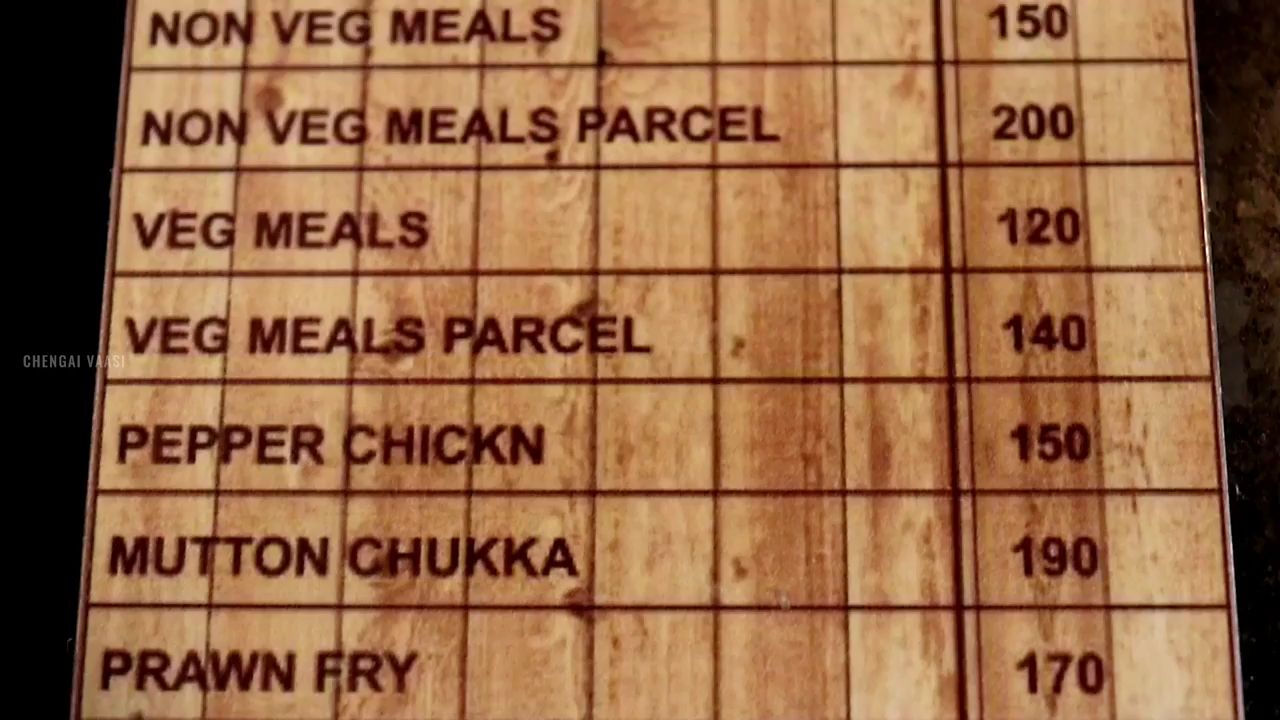 NON VEG MEALS 150
NON VEG MEALS PARCEL 200
VEG MEALS 120
VEG MEALS PARCEL 140
CHENGAI VAASI
PEPPER CHICKN 150
MUTTON CHUKKA 190
PRAWN FRY 170